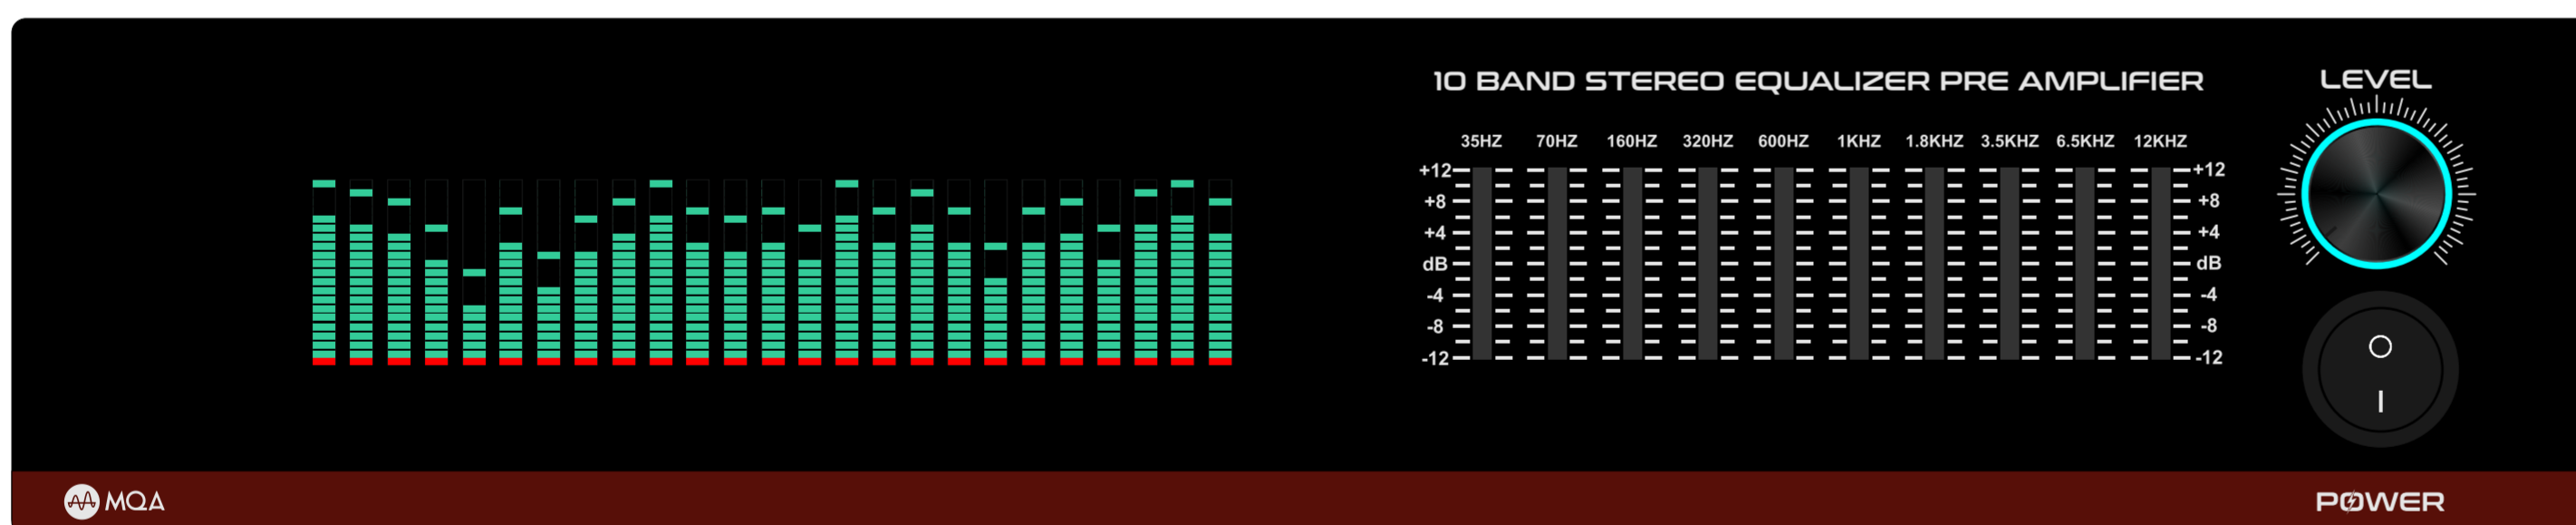 10 BAND STEREO EQUALIZER PRE AMPLIFIER
LEVEL
35HZ 70HZ 160HZ 320HZ 600HZ 1KHZ 1.8KHZ 3.5KHZ 6.5KHZ 12KHZ
+12 +12
+8 +8
+4 +4
dB dB
-4 -4
-8 -8
-12 -12
MQA
POWER